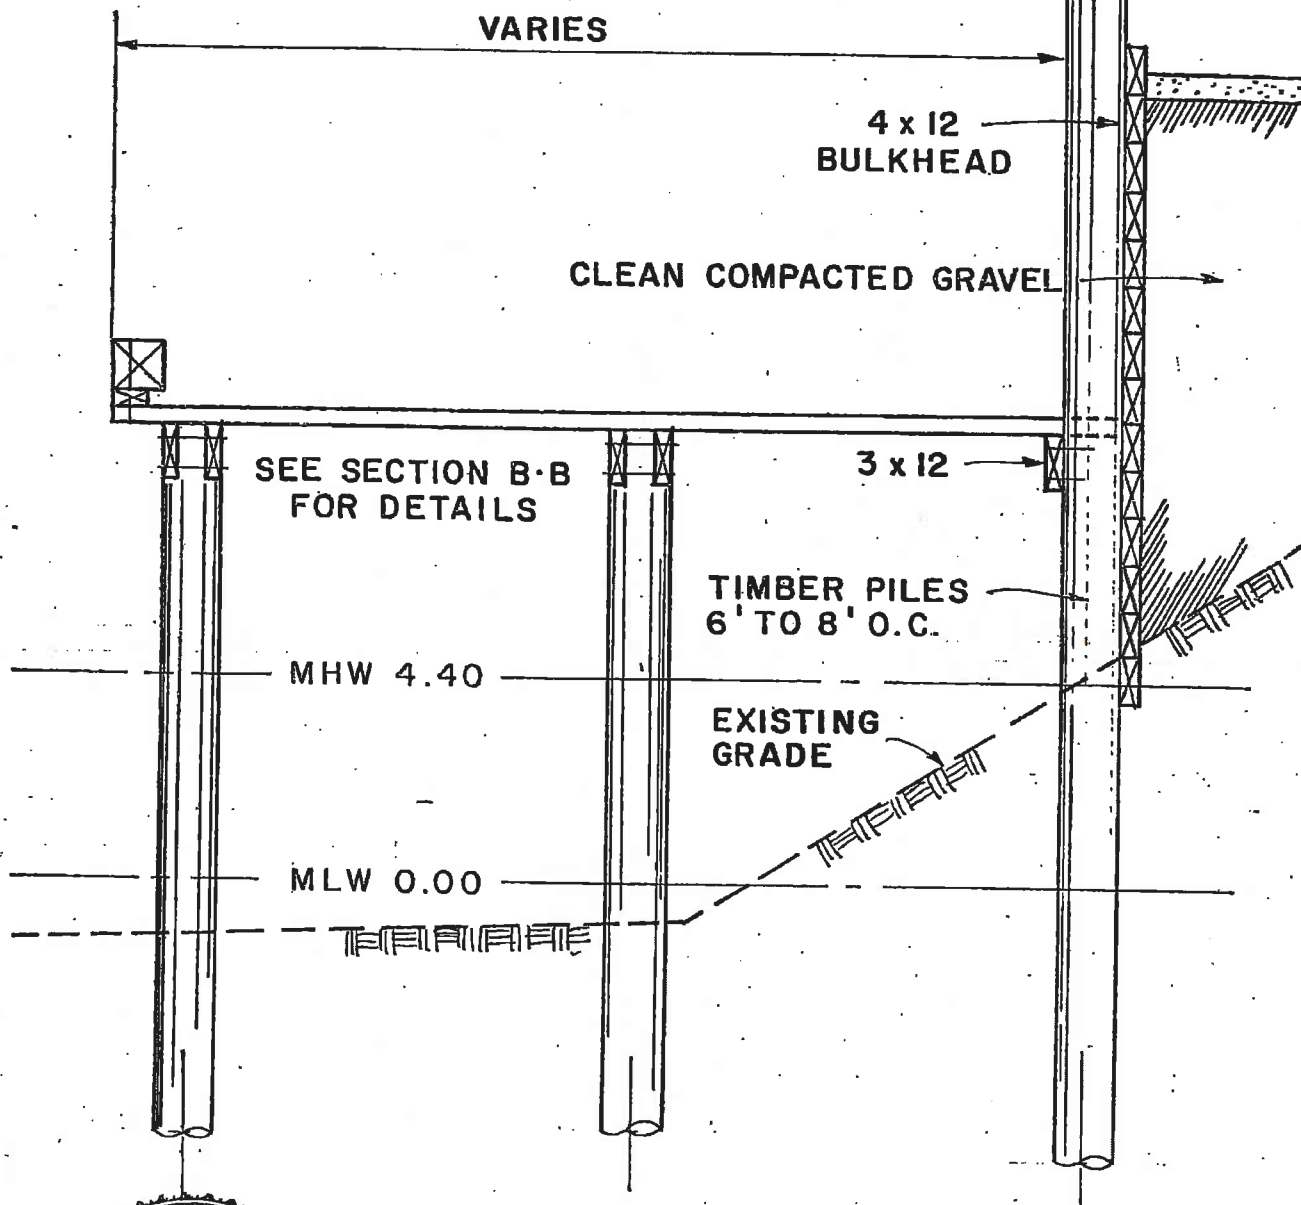 VARIES
4 x 12
BULKHEAD
CLEAN COMPACTED GRAVEL
SEE SECTION B·B
FOR DETAILS
3 x 12
TIMBER PILES
6' TO 8' O.C.
MHW 4.40
EXISTING
GRADE
MLW 0.00